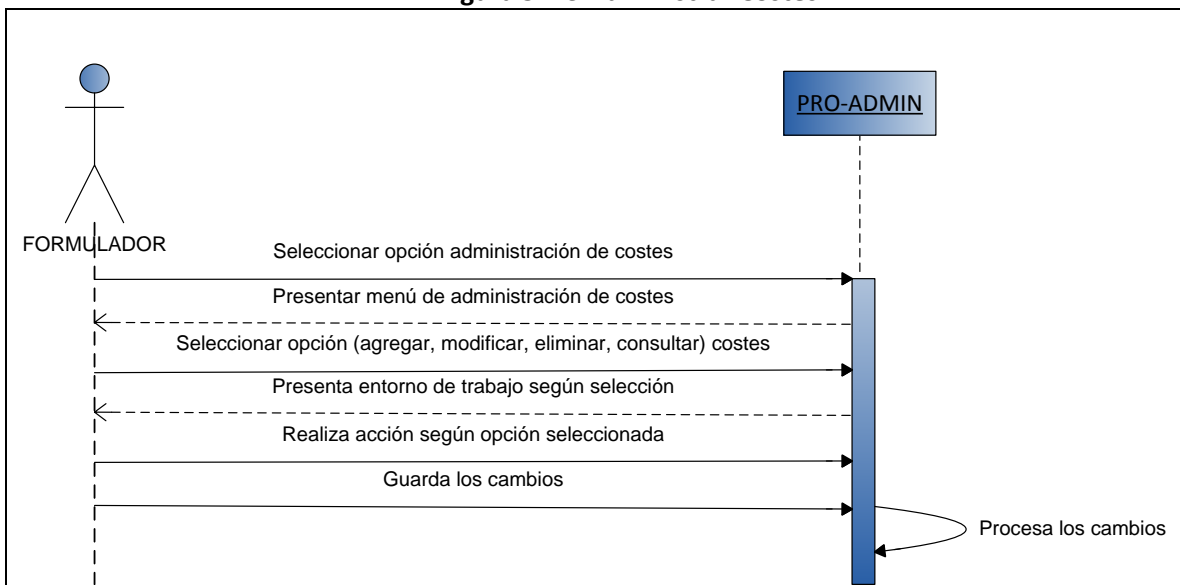 PRO-ADMIN
FORMULADOR
Seleccionar opción administración de costes
Presentar menú de administración de costes
Seleccionar opción (agregar, modificar, eliminar, consultar) costes
Presenta entorno de trabajo según selección
Realiza acción según opción seleccionada
Guarda los cambios
Procesa los cambios